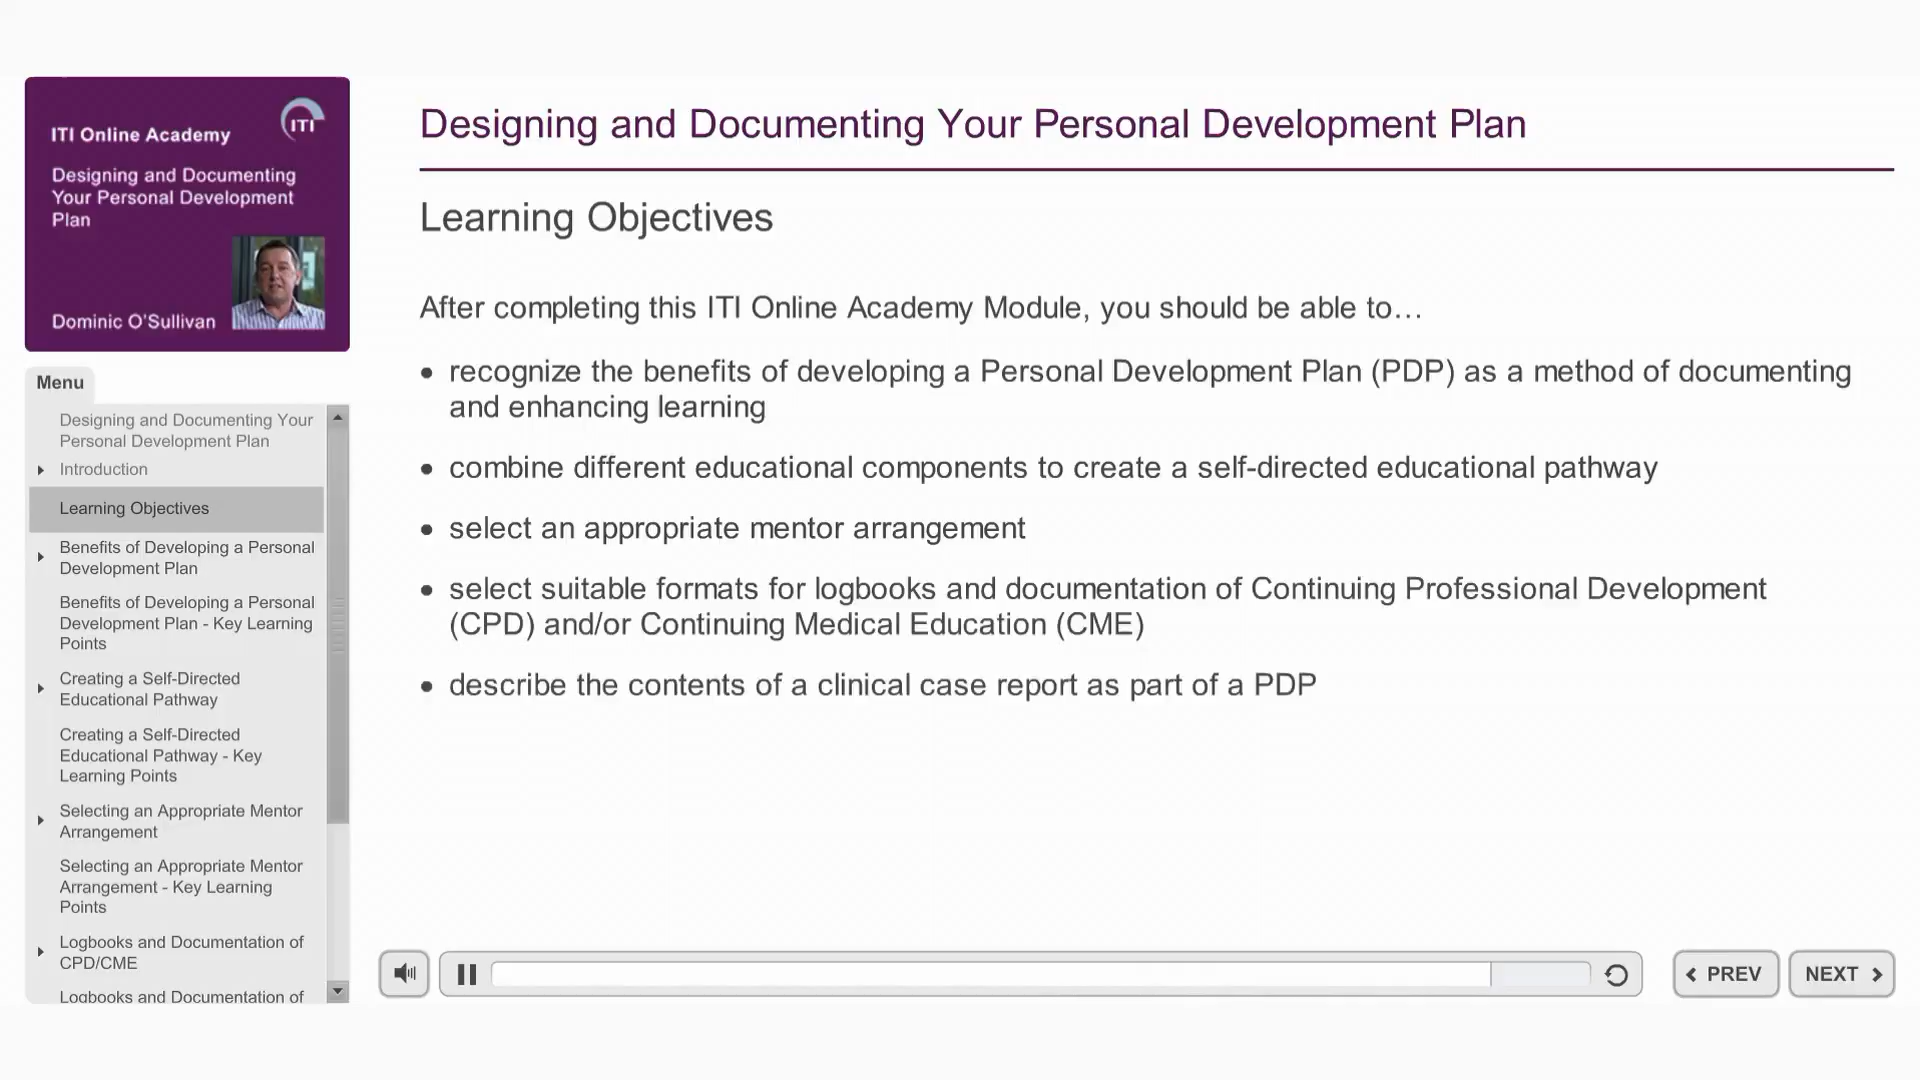 ITI Online Academy
ITI
Designing and Documenting
Your Personal Development
Plan
Dominic O'Sullivan
Menu
Designing and Documenting Your
Personal Development Plan
Introduction
Learning Objectives
Benefits of Developing a Personal
Development Plan
Benefits of Developing a Personal
Development Plan - Key Learning
Points
Creating a Self-Directed
Educational Pathway
Creating a Self-Directed
Educational Pathway - Key
Learning Points
Selecting an Appropriate Mentor
Arrangement
Selecting an Appropriate Mentor
Arrangement - Key Learning
Points
Logbooks and Documentation of
CPD/CME
Logbooks and Documentation of
Designing and Documenting Your Personal Development Plan
Learning Objectives
After completing this ITI Online Academy Module, you should be able to…
• recognize the benefits of developing a Personal Development Plan (PDP) as a method of documenting
and enhancing learning
• combine different educational components to create a self-directed educational pathway
• select an appropriate mentor arrangement
• select suitable formats for logbooks and documentation of Continuing Professional Development
(CPD) and/or Continuing Medical Education (CME)
• describe the contents of a clinical case report as part of a PDP
PREV
NEXT